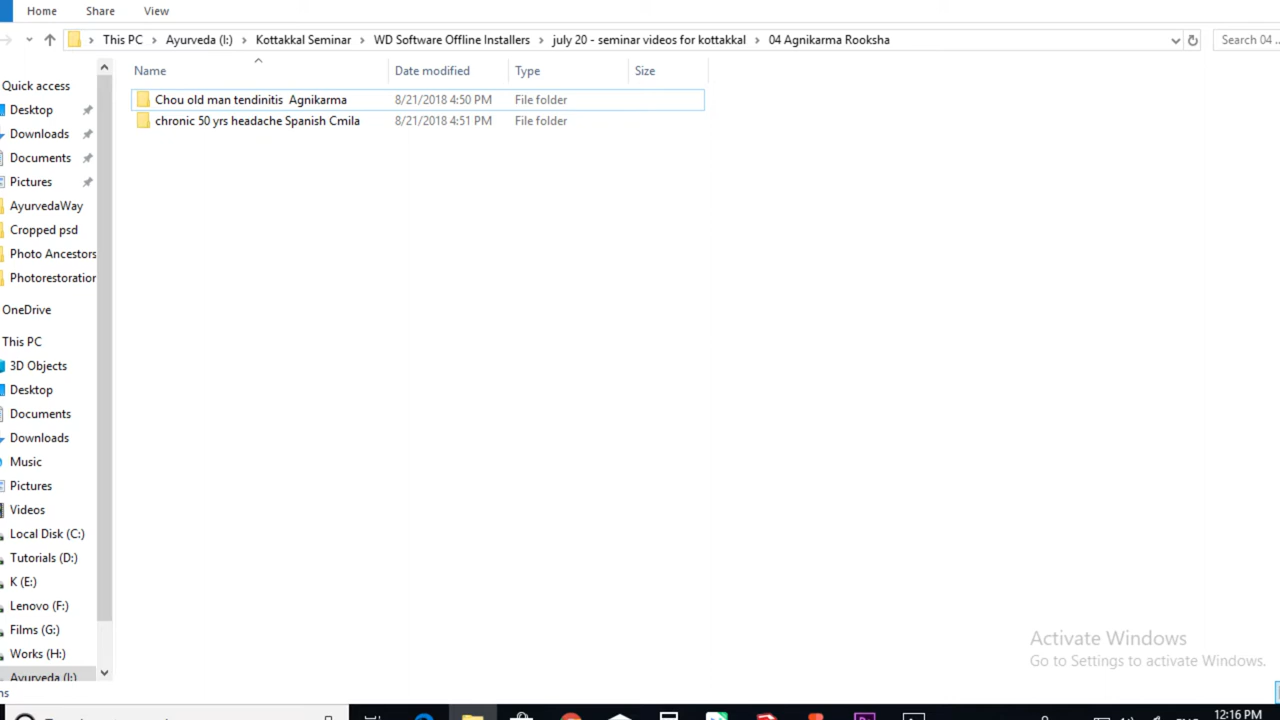 Home Share View
This PC Ayurveda (I:) Kottakkal Seminar WD Software Offline Installers july 20 - seminar videos for kottakkal 04 Agnikarma Rooksha Search 04 ...
Name Date modified Type Size
Chou old man tendinitis  Agnikarma 8/21/2018 4:50 PM File folder
chronic 50 yrs headache Spanish Cmila 8/21/2018 4:51 PM File folder
Quick access
Desktop
Downloads
Documents
Pictures
AyurvedaWay
Cropped psd
Photo Ancestors
Photorestoration
OneDrive
This PC
3D Objects
Desktop
Documents
Downloads
Music
Pictures
Videos
Local Disk (C:)
Tutorials (D:)
K (E:)
Lenovo (F:)
Films (G:)
Works (H:)
Ayurveda (I:)
Activate Windows
Go to Settings to activate Windows.
12:16 PM